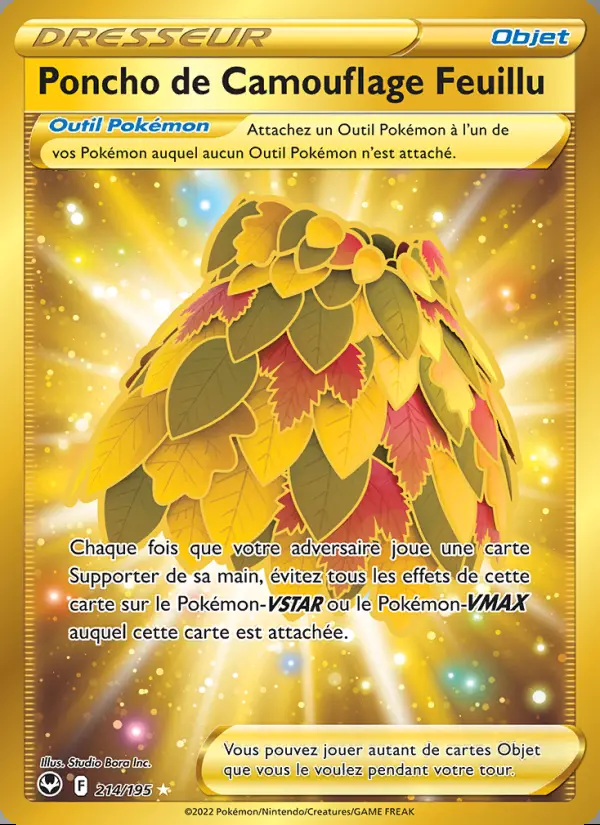 DRESSEUR
Objet
Poncho de Camouflage Feuillu
Outil Pokémon
Attachez un Outil Pokémon à l'un de
vos Pokémon auquel aucun Outil Pokémon n'est attaché.
Chaque fois que votre adversaire joue une carte
Supporter de sa main, évitez tous les effets de cette
carte sur le Pokémon-VSTAR ou le Pokémon-VMAX
auquel cette carte est attachée.
Vous pouvez jouer autant de cartes Objet
que vous le voulez pendant votre tour.
Illus. Studio Bora Inc.
F 214/195
©2022 Pokémon/Nintendo/Creatures/GAME FREAK